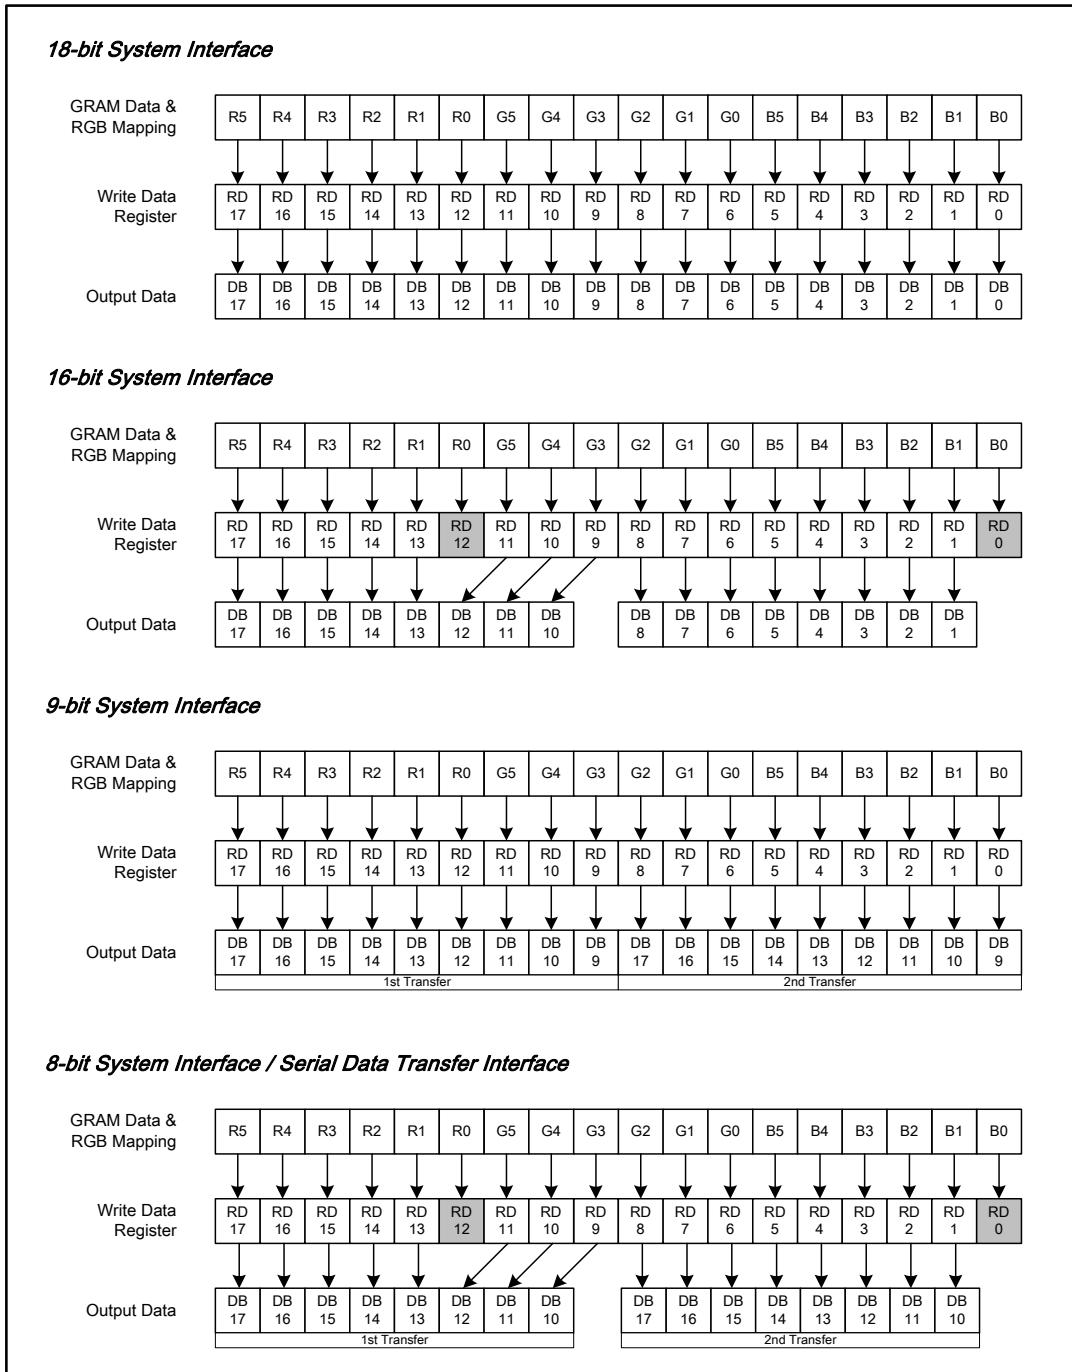 18-bit System Interface
GRAM Data &
RGB Mapping
R5 R4 R3 R2 R1 R0 G5 G4 G3 G2 G1 G0 B5 B4 B3 B2 B1 B0
Write Data
Register
RD RD RD RD RD RD RD RD RD RD RD RD RD RD RD RD RD RD
17 16 15 14 13 12 11 10 9 8 7 6 5 4 3 2 1 0
Output Data
DB DB DB DB DB DB DB DB DB DB DB DB DB DB DB DB DB DB
17 16 15 14 13 12 11 10 9 8 7 6 5 4 3 2 1 0
16-bit System Interface
GRAM Data &
RGB Mapping
R5 R4 R3 R2 R1 R0 G5 G4 G3 G2 G1 G0 B5 B4 B3 B2 B1 B0
Write Data
Register
RD RD RD RD RD RD RD RD RD RD RD RD RD RD RD RD RD RD
17 16 15 14 13 12 11 10 9 8 7 6 5 4 3 2 1 0
Output Data
DB DB DB DB DB DB DB DB DB DB DB DB DB DB DB DB
17 16 15 14 13 12 11 10 8 7 6 5 4 3 2 1
9-bit System Interface
GRAM Data &
RGB Mapping
R5 R4 R3 R2 R1 R0 G5 G4 G3 G2 G1 G0 B5 B4 B3 B2 B1 B0
Write Data
Register
RD RD RD RD RD RD RD RD RD RD RD RD RD RD RD RD RD RD
17 16 15 14 13 12 11 10 9 8 7 6 5 4 3 2 1 0
Output Data
DB DB DB DB DB DB DB DB DB DB DB DB DB DB DB DB DB DB
17 16 15 14 13 12 11 10 9 17 16 15 14 13 12 11 10 9
1st Transfer 2nd Transfer
8-bit System Interface / Serial Data Transfer Interface
GRAM Data &
RGB Mapping
R5 R4 R3 R2 R1 R0 G5 G4 G3 G2 G1 G0 B5 B4 B3 B2 B1 B0
Write Data
Register
RD RD RD RD RD RD RD RD RD RD RD RD RD RD RD RD RD RD
17 16 15 14 13 12 11 10 9 8 7 6 5 4 3 2 1 0
Output Data
DB DB DB DB DB DB DB DB DB DB DB DB DB DB DB DB
17 16 15 14 13 12 11 10 17 16 15 14 13 12 11 10
1st Transfer 2nd Transfer